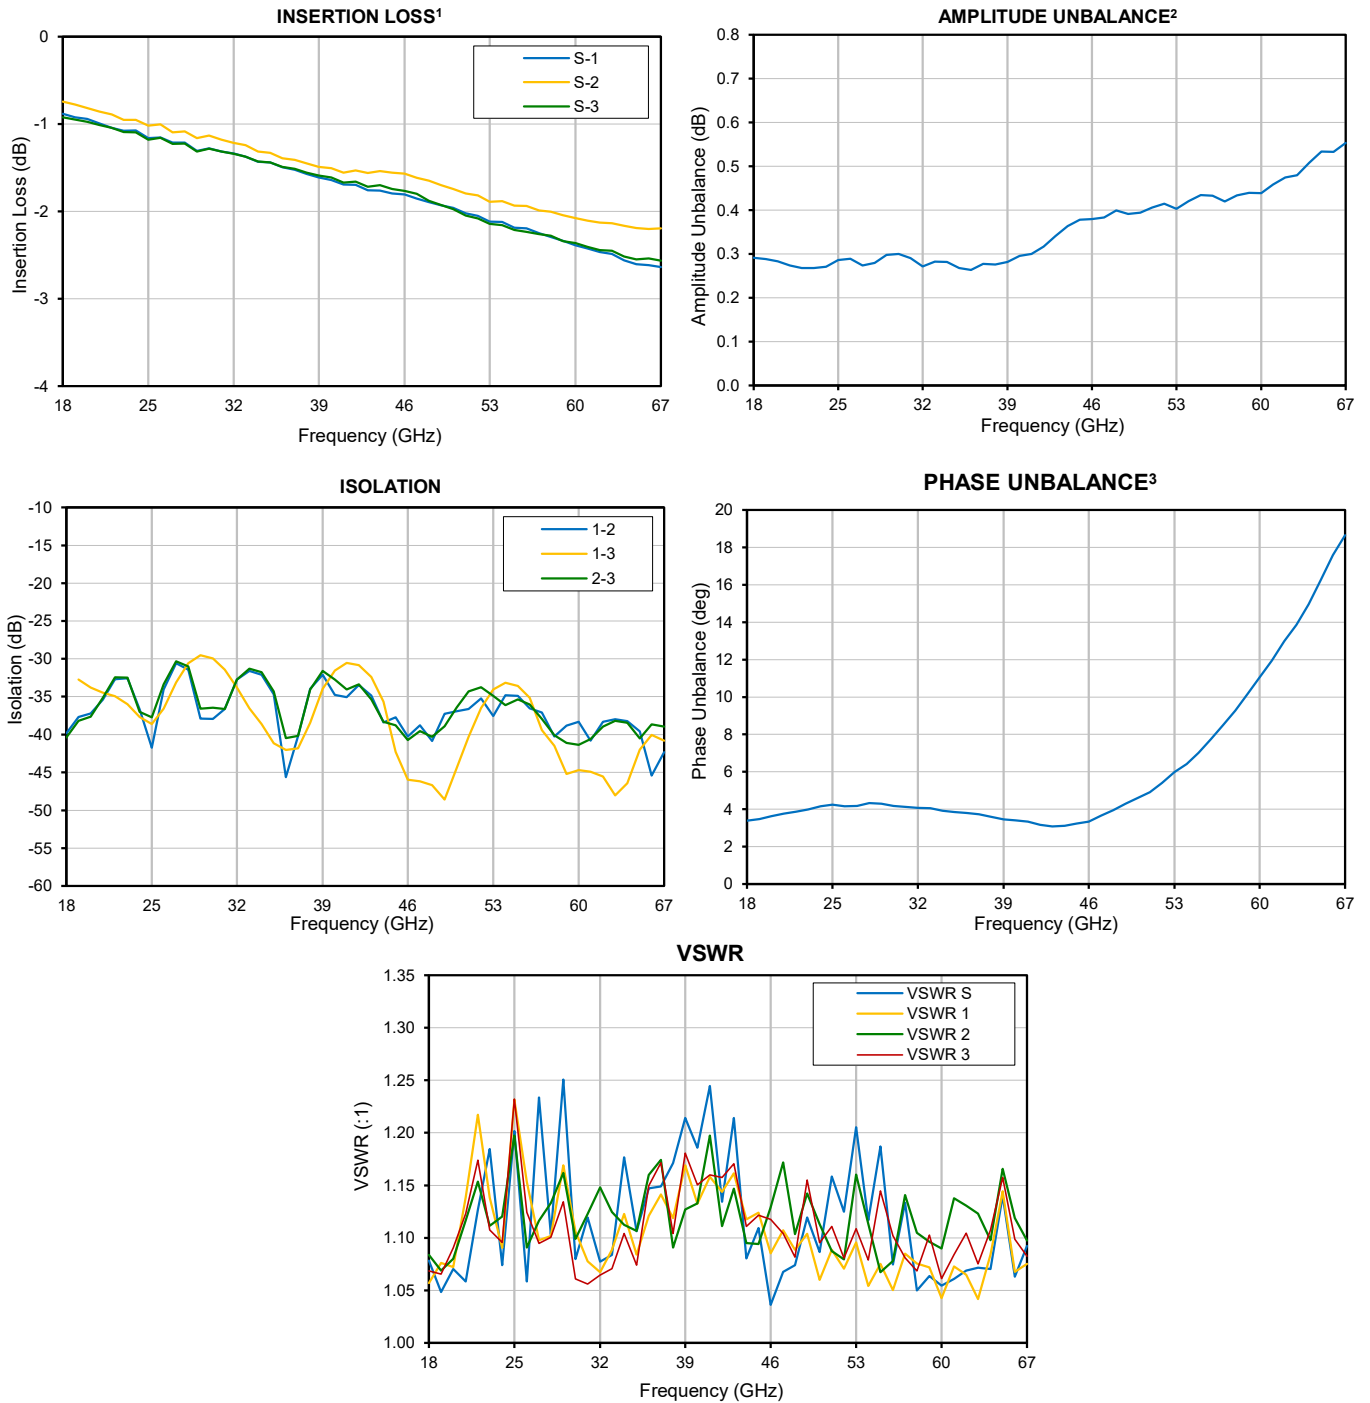 INSERTION LOSS¹
0
-1
-2
-3
-4
Insertion Loss (dB)
S-1
S-2
S-3
18 25 32 39 46 53 60 67
Frequency (GHz)
AMPLITUDE UNBALANCE²
0.8
0.7
0.6
0.5
0.4
0.3
0.2
0.1
0.0
Amplitude Unbalance (dB)
18 25 32 39 46 53 60 67
Frequency (GHz)
ISOLATION
-10
-15
-20
-25
-30
-35
-40
-45
-50
-55
-60
Isolation (dB)
1-2
1-3
2-3
18 25 32 39 46 53 60 67
Frequency (GHz)
PHASE UNBALANCE³
20
18
16
14
12
10
8
6
4
2
0
Phase Unbalance (deg)
18 25 32 39 46 53 60 67
Frequency (GHz)
VSWR
1.35
1.30
1.25
1.20
1.15
1.10
1.05
1.00
VSWR (:1)
VSWR S
VSWR 1
VSWR 2
VSWR 3
18 25 32 39 46 53 60 67
Frequency (GHz)